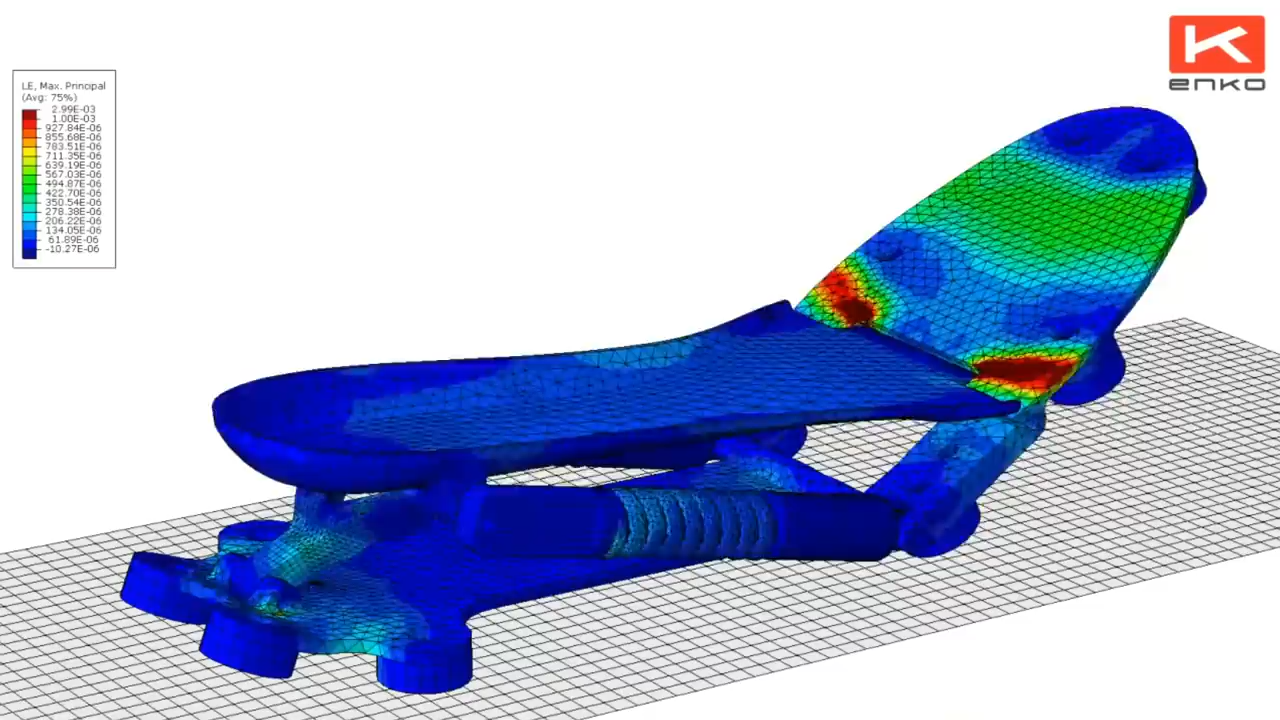 K
enko
LE, Max. Principal
(Avg: 75%)
2.99E-03
1.00E-03
927.84E-06
855.68E-06
783.51E-06
711.35E-06
639.19E-06
567.03E-06
494.87E-06
422.70E-06
350.54E-06
278.38E-06
206.22E-06
134.05E-06
61.89E-06
-10.27E-06